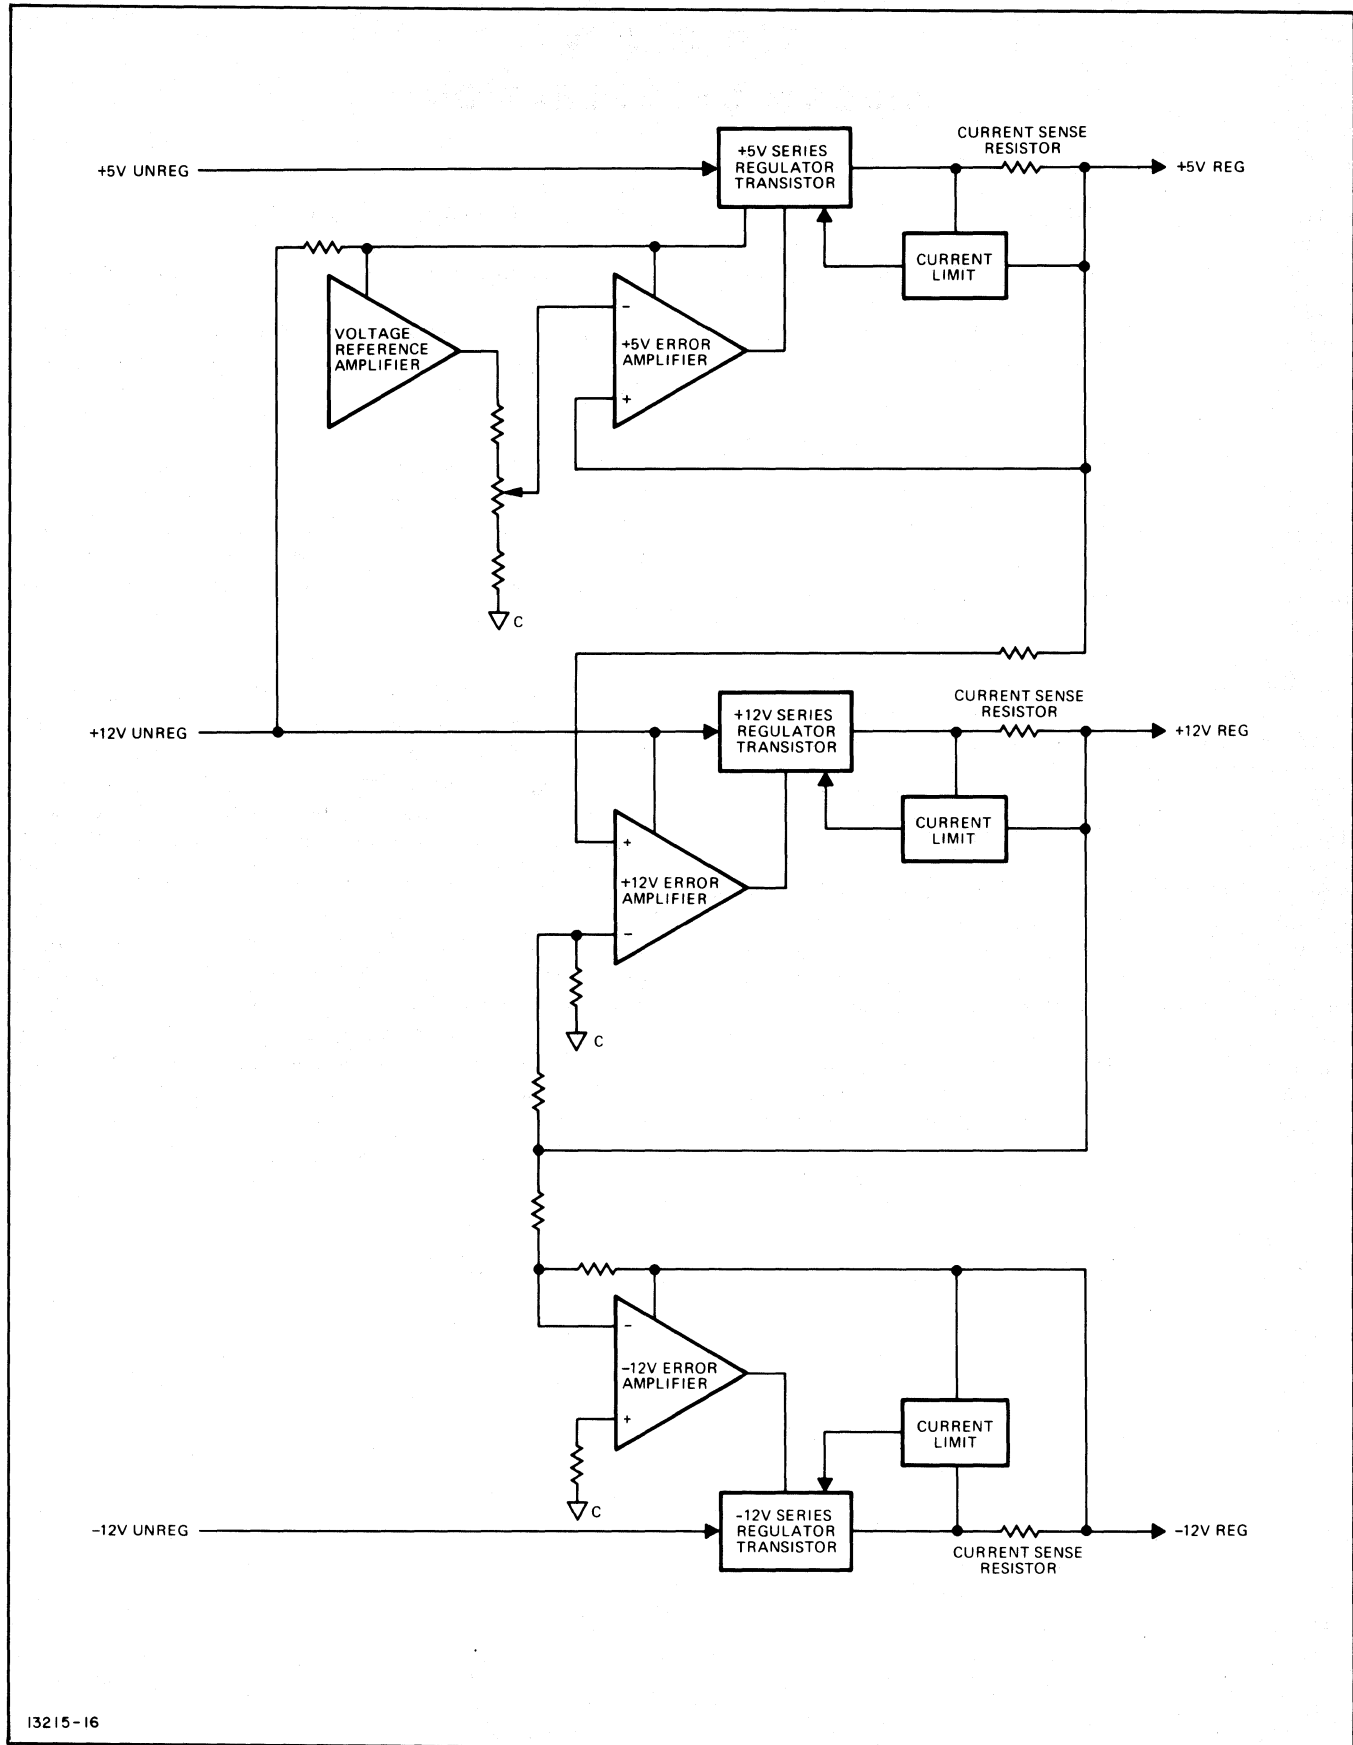 +5V UNREG
+5V SERIES
REGULATOR
TRANSISTOR
CURRENT SENSE
RESISTOR
+5V REG
CURRENT
LIMIT
VOLTAGE
REFERENCE
AMPLIFIER
-
+5V ERROR
AMPLIFIER
+
C
+12V UNREG
+12V SERIES
REGULATOR
TRANSISTOR
CURRENT SENSE
RESISTOR
+12V REG
CURRENT
LIMIT
+
+12V ERROR
AMPLIFIER
-
C
-
-12V ERROR
AMPLIFIER
+
C
CURRENT
LIMIT
-12V UNREG
-12V SERIES
REGULATOR
TRANSISTOR
-12V REG
CURRENT SENSE
RESISTOR
13215-16